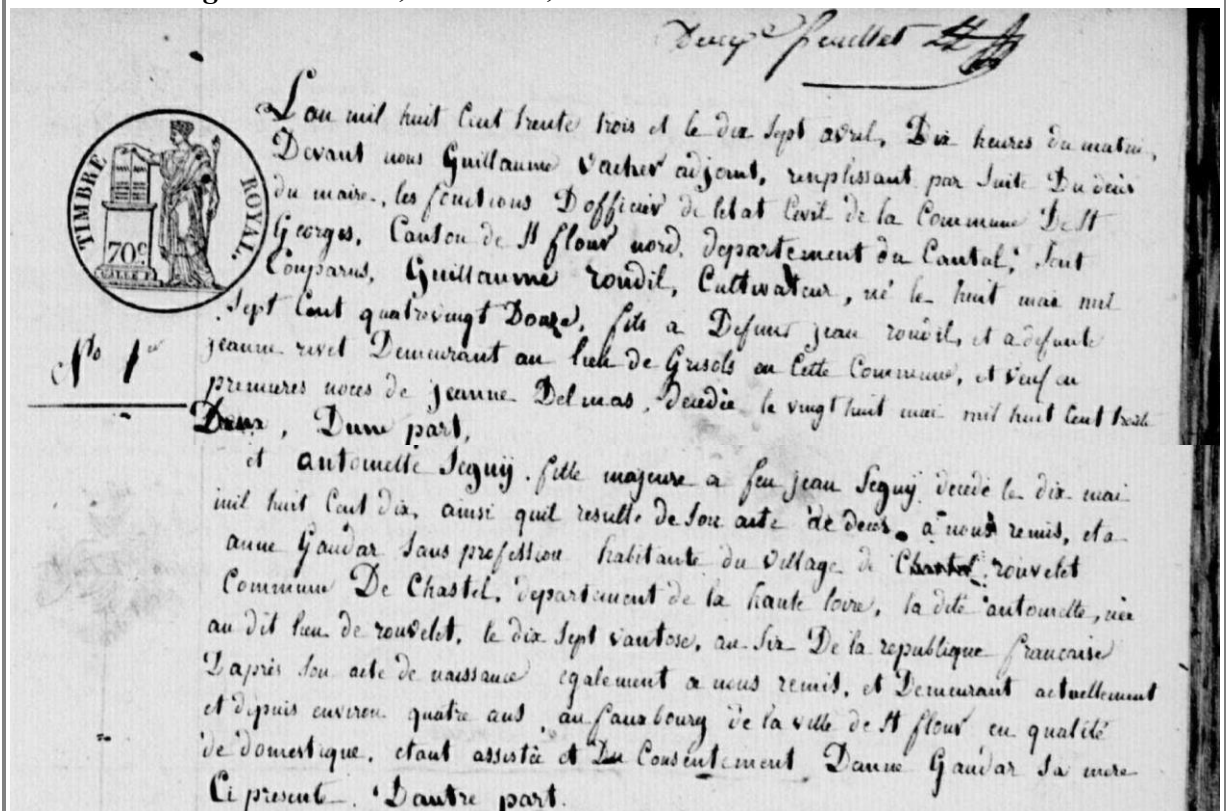 Deuxe feuillet
TIMBRE ROYAL.
70c
L'an mil huit Cent trente trois et le dix Sept avril, Dix heures du matin,
Devant nous Guillaume Vacher adjoint, remplissant par Suite Du deces
du maire, les fonctions D'officier de l'etat Civil de la Commune De St
Georges, Canton de St flour nord, departement du Cantal, Sont
Comparus, Guillaume roudil, Cultivateur, né le huit mai mil
Sept Cent quatrevingt Douze, fils a Defunt jean roudil, et a defunte
jeanne rivet Demeurant au lieu de Grisols en Cette Commune, et veuf en
No 1er
premieres noces de jeanne Delmas, decedée le vingt huit mai mil huit Cent trente
Deux, D'une part,
et antoinette Seguy, fille majeure a feu jean Seguy decedé le dix mai
mil huit Cent dix, ainsi quil resulte de Son acte de deces a nous remis, et a
anne Gaudar Sans profession habitante du village de rouvelet
Commune De Chastel, departement de la haute loire, la dite antoinette, née
au dit lieu de rouvelet, le dix Sept vantose, an Six De la republique francaise
D'après Son acte de naissance egalement a nous remis, et Demeurant actuellement
et depuis environ quatre ans au fauxbourg de la ville de St flour en qualité
de domestique, etant assistée et Du Consentement D'anne Gaudar Sa mere
Ci presente, D'autre part.